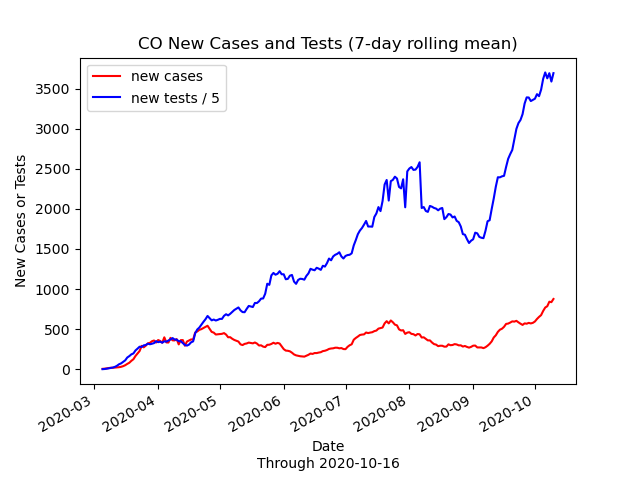 CO New Cases and Tests (7-day rolling mean)
new cases
new tests / 5
New Cases or Tests
3500
3000
2500
2000
1500
1000
500
0
2020-03
2020-04
2020-05
2020-06
2020-07
2020-08
2020-09
2020-10
Date
Through 2020-10-16